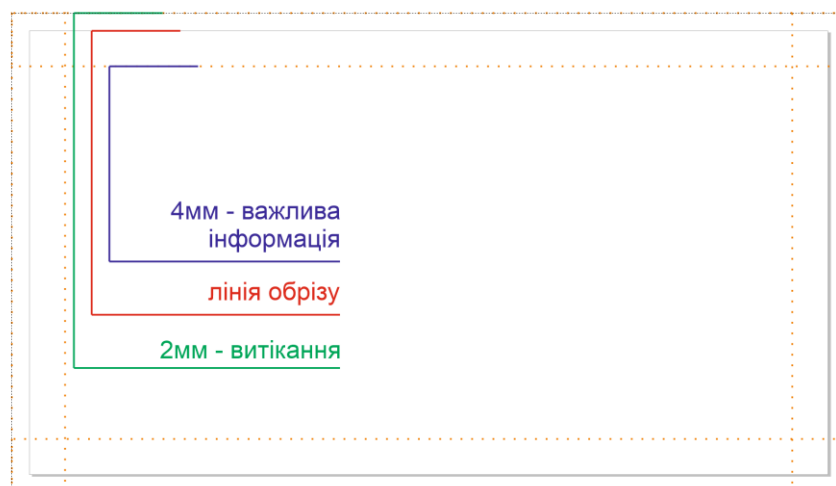 4мм - важлива
інформація
лінія обрізу
2мм - витікання